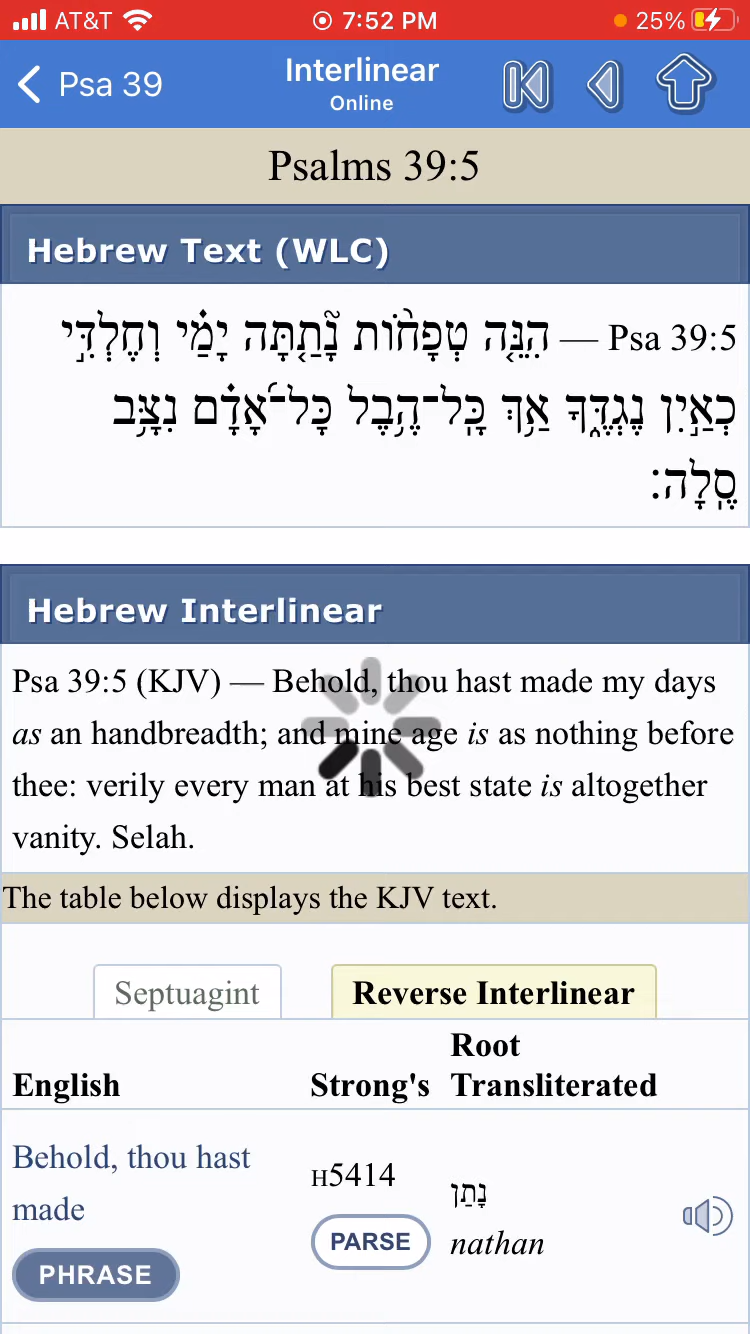 AT&T 7:52 PM 25%
Psa 39 Interlinear
Online
Psalms 39:5
Hebrew Text (WLC)
Psa 39:5 — הִנֵּ֤ה טְפָח֨וֹת ׀ נָ֘תַ֤תָּה יָמַ֗י וְחֶלְדִּ֣י
כְאַ֣יִן נֶגְדֶּ֑ךָ אַ֥ךְ כׇּֽל־הֶ֥בֶל כׇּל־אָ֝דָ֗ם נִצָּ֥ב
סֶֽלָה׃
Hebrew Interlinear
Psa 39:5 (KJV) — Behold, thou hast made my days
as an handbreadth; and mine age is as nothing before
thee: verily every man at his best state is altogether
vanity. Selah.
The table below displays the KJV text.
Septuagint Reverse Interlinear
English Strong's Root Transliterated
Behold, thou hast
made
PHRASE
H5414
PARSE
נָתַן
nathan